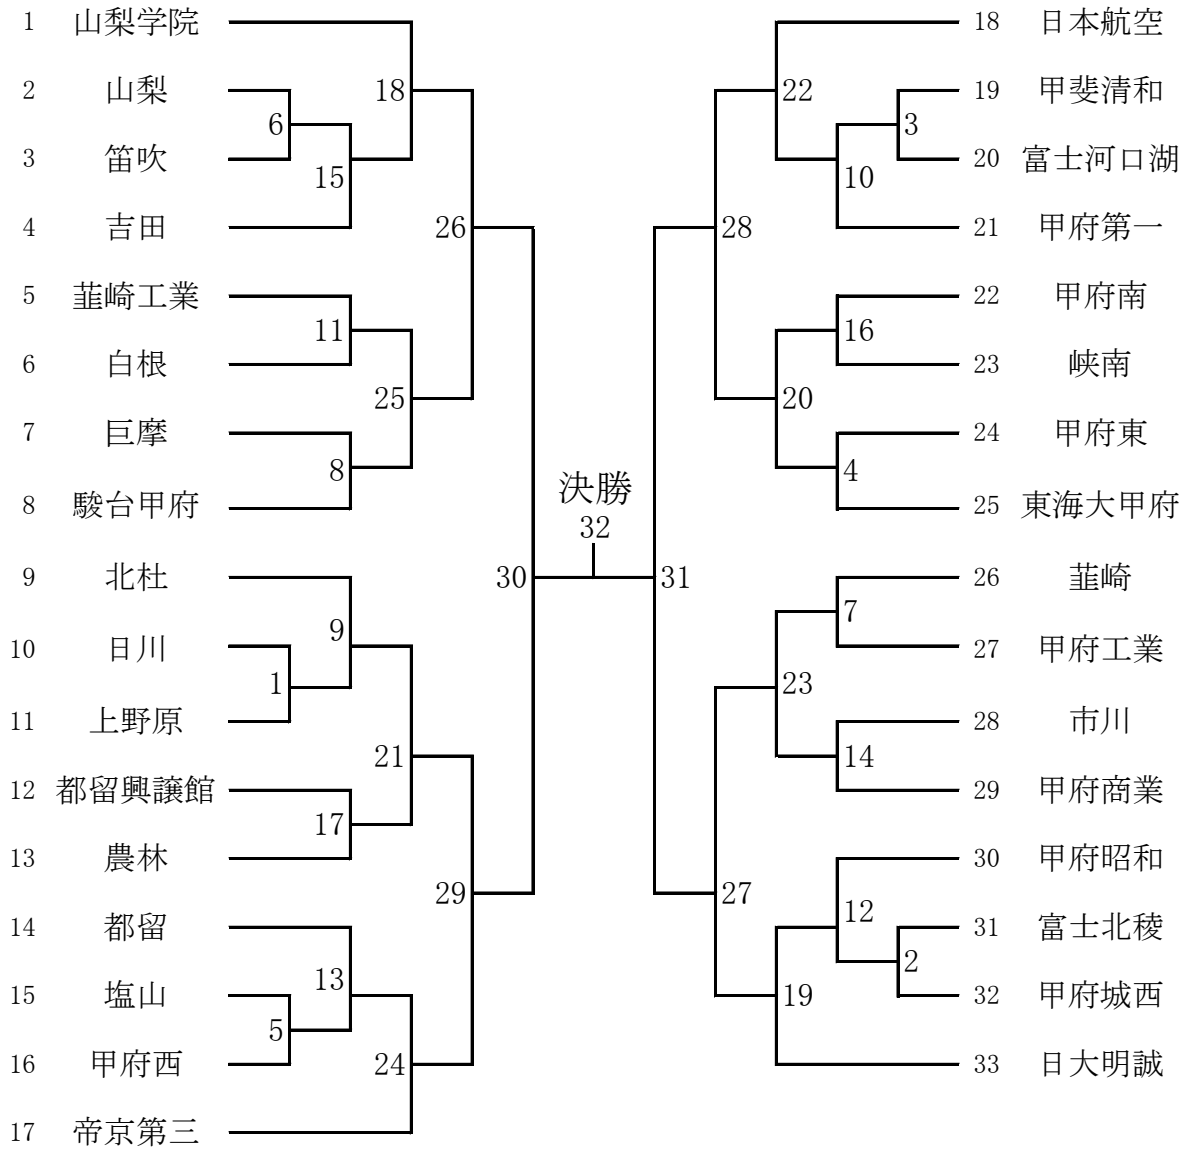 1 山梨学院
2 山梨
3 笛吹
4 吉田
5 韮崎工業
6 白根
7 巨摩
8 駿台甲府
9 北杜
10 日川
11 上野原
12 都留興譲館
13 農林
14 都留
15 塩山
16 甲府西
17 帝京第三
6
15
18
11
8
25
26
9
1
21
17
13
5
24
29
30
決勝
32
31
28
22
3
10
16
20
4
7
23
14
27
12
2
19
18 日本航空
19 甲斐清和
20 富士河口湖
21 甲府第一
22 甲府南
23 峡南
24 甲府東
25 東海大甲府
26 韮崎
27 甲府工業
28 市川
29 甲府商業
30 甲府昭和
31 富士北稜
32 甲府城西
33 日大明誠